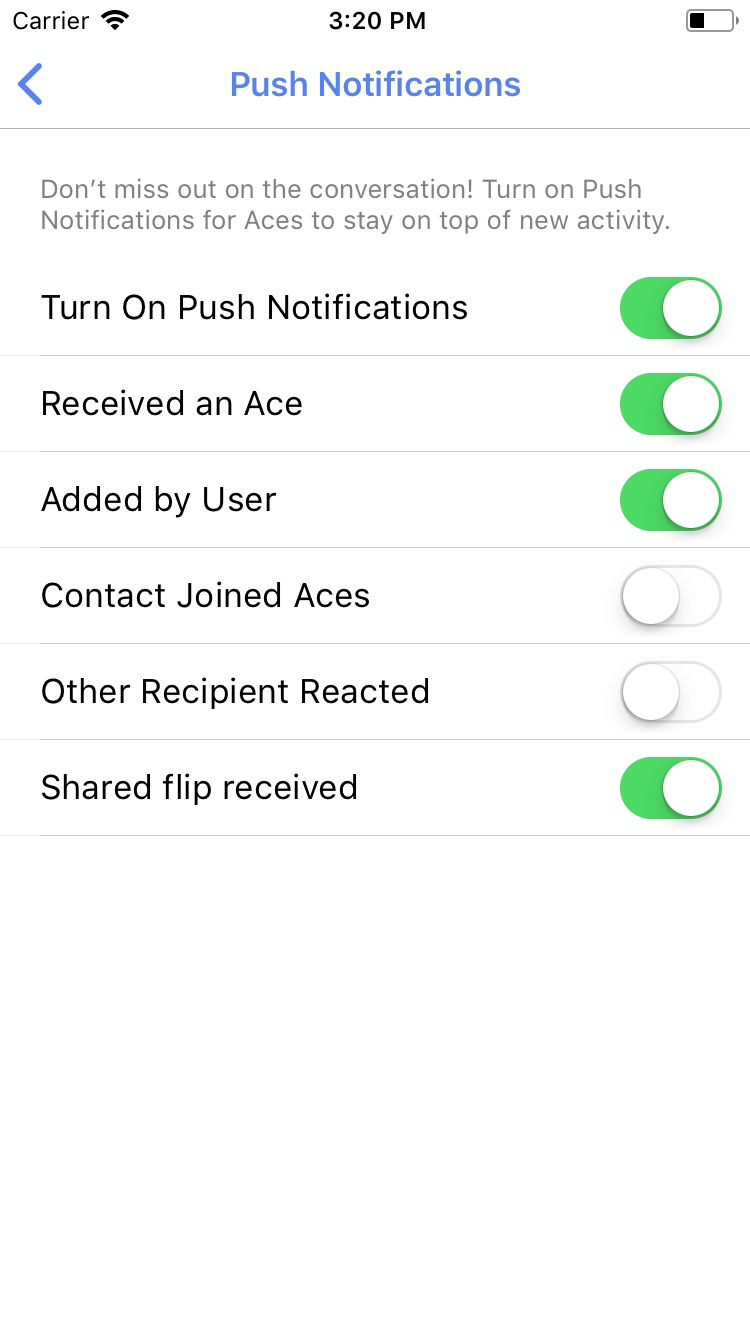 Carrier 3:20 PM
Push Notifications
Don’t miss out on the conversation! Turn on Push
Notifications for Aces to stay on top of new activity.
Turn On Push Notifications
Received an Ace
Added by User
Contact Joined Aces
Other Recipient Reacted
Shared flip received